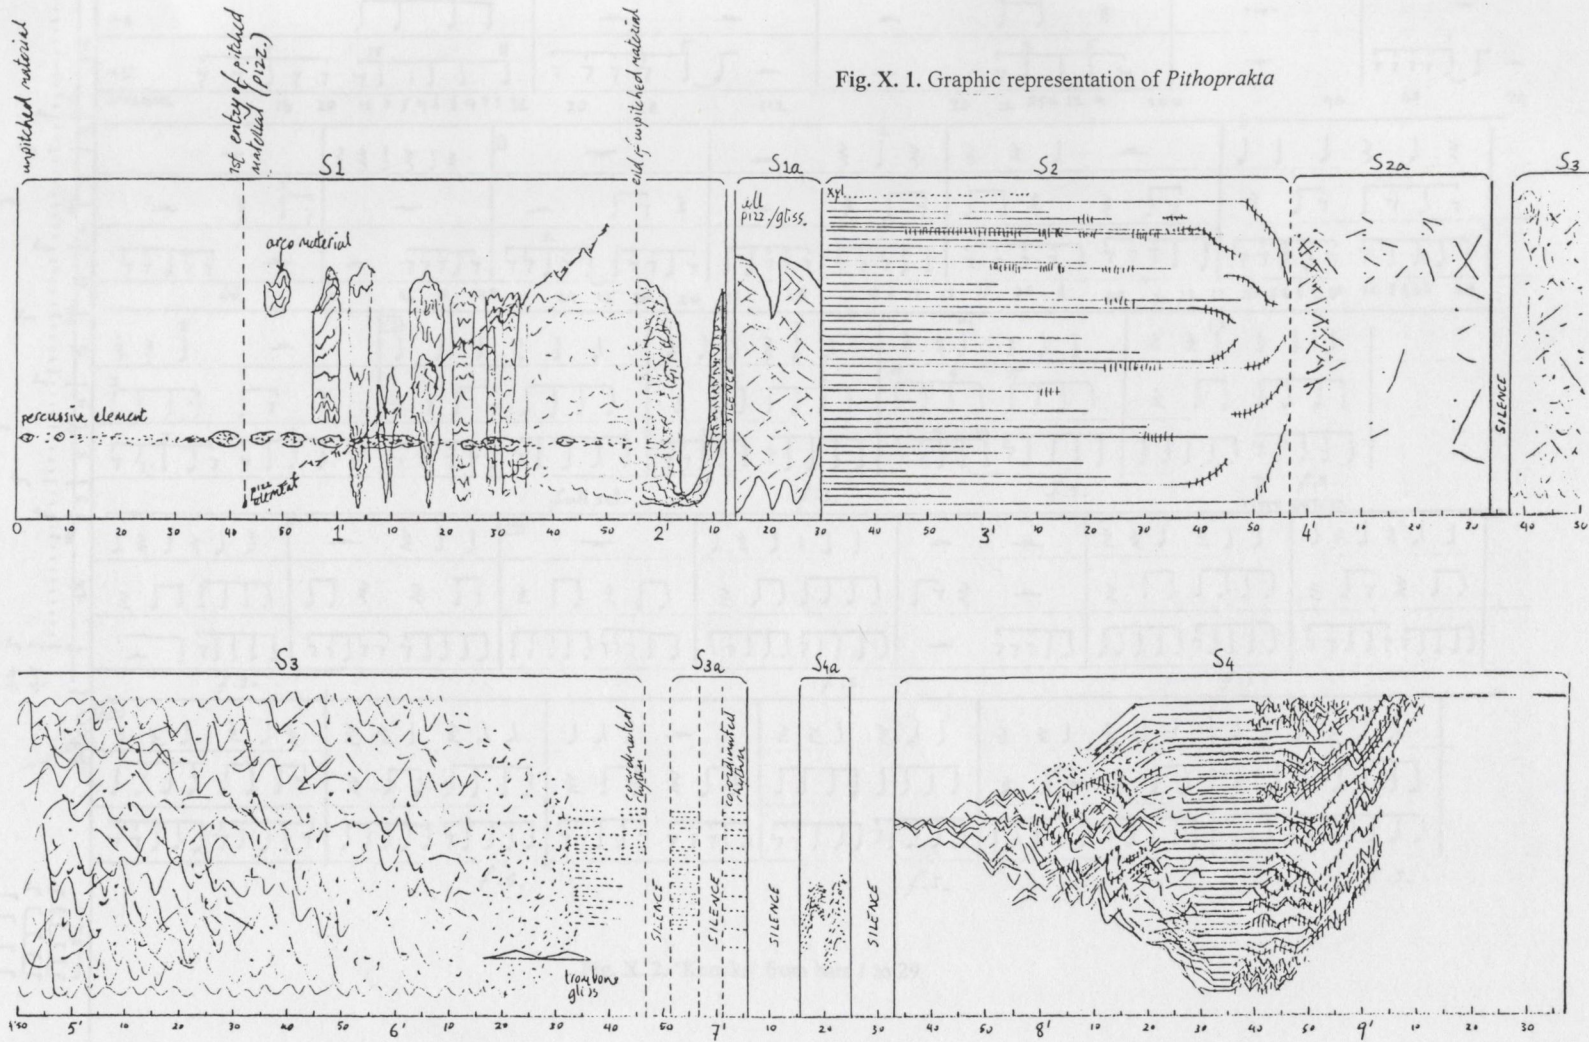 Fig. X. 1. Graphic representation of Pithoprakta
unpitched material
1st entry of pitched
material (pizz.)
end of unpitched material
S1
S1a
S2
S2a
S3
arco material
all
pizz./gliss.
xyl.
percussive element
pizz
element
SILENCE
SILENCE
0 10 20 30 40 50 1' 10 20 30 40 50 2' 10 20 30 40 50 3' 10 20 30 40 50 4' 10 20 30 40 50
S3
S3a
S4a
S4
coordinated
rhythm
coordinated
rhythm
SILENCE
SILENCE
SILENCE
SILENCE
trombone
gliss
4'50 5' 10 20 30 40 50 6' 10 20 30 40 50 7' 10 20 30 40 50 8' 10 20 30 40 50 9' 10 20 30